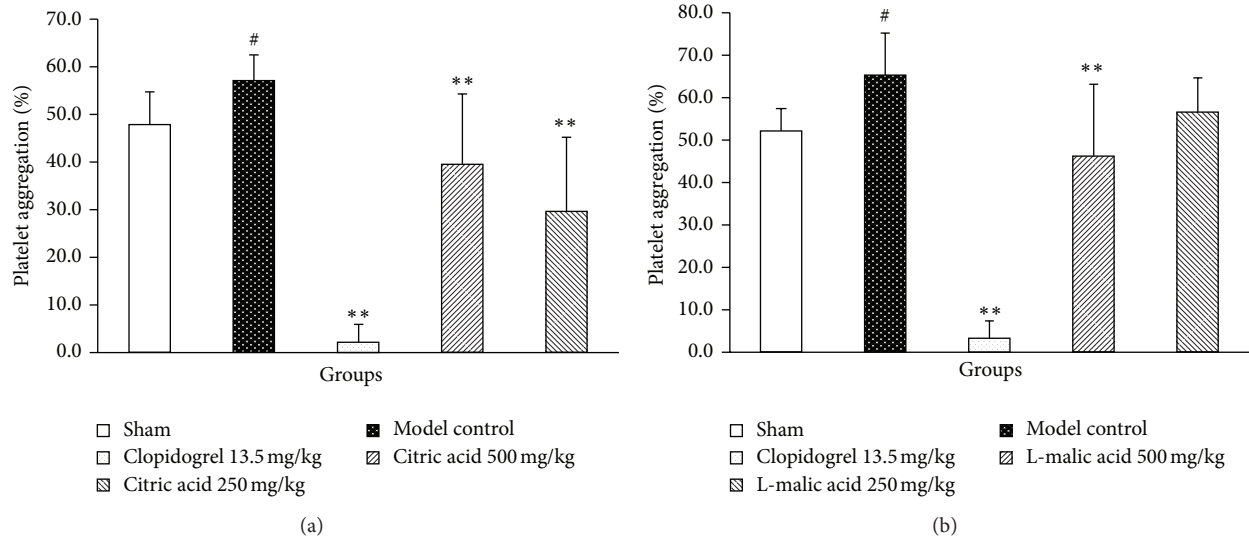 70.0
60.0
50.0
40.0
30.0
20.0
10.0
0.0
Platelet aggregation (%)
#
**
**
**
Groups
Sham
Model control
Clopidogrel 13.5 mg/kg
Citric acid 500 mg/kg
Citric acid 250 mg/kg
(a)
80.0
70.0
60.0
50.0
40.0
30.0
20.0
10.0
0.0
Platelet aggregation (%)
#
**
**
Groups
Sham
Model control
Clopidogrel 13.5 mg/kg
L-malic acid 500 mg/kg
L-malic acid 250 mg/kg
(b)